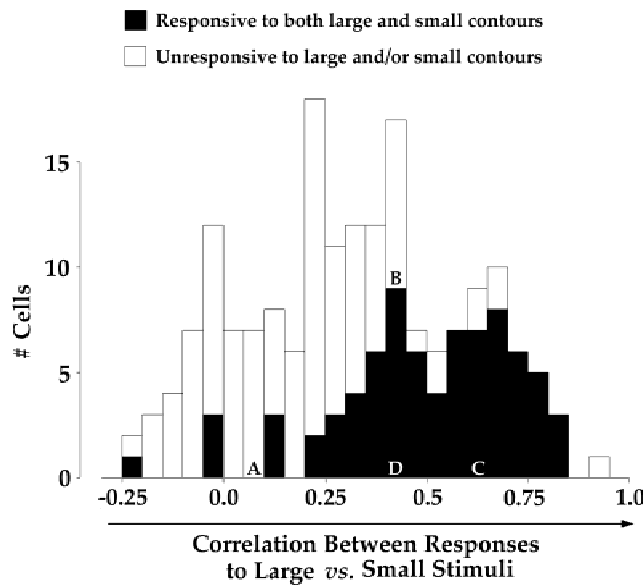 Responsive to both large and small contours
Unresponsive to large and/or small contours
15
10
5
0
# Cells
B
A
D
C
-0.25 0.0 0.25 0.5 0.75 1.0
Correlation Between Responses
to Large vs. Small Stimuli